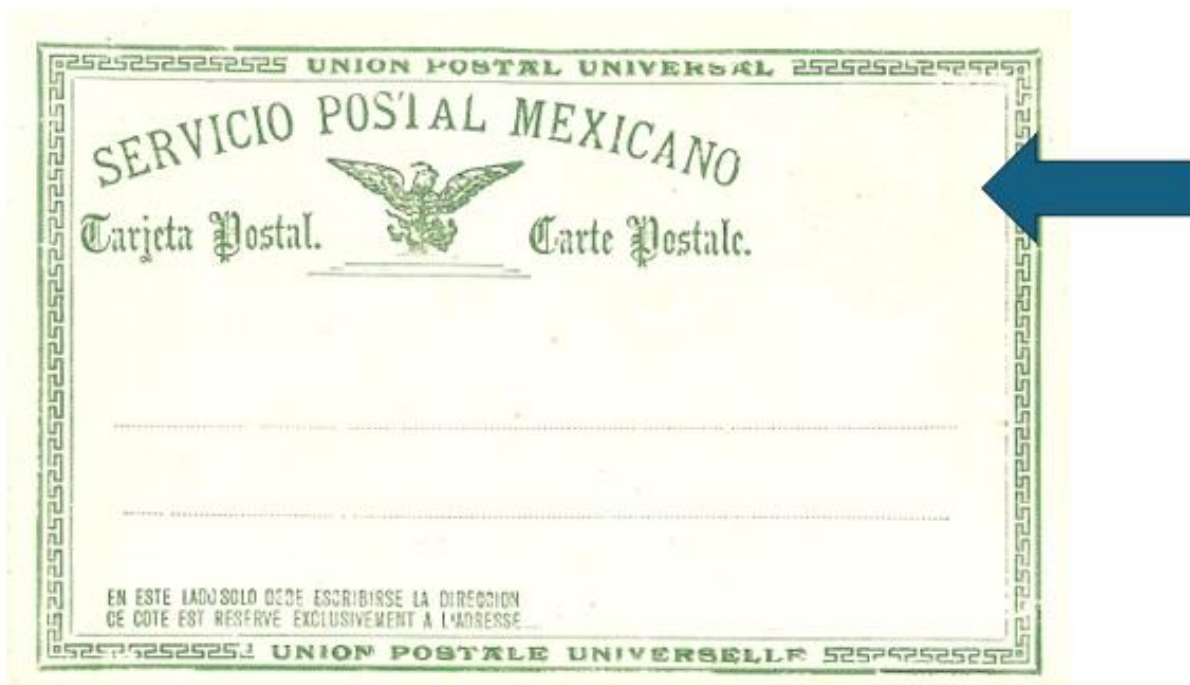 UNION POSTAL UNIVERSAL
SERVICIO POSTAL MEXICANO
Tarjeta Postal. Carte Postale.
EN ESTE LADO SOLO DEBE ESCRIBIRSE LA DIRECCION
CE COTE EST RESERVE EXCLUSIVEMENT A L'ADRESSE
UNION POSTALE UNIVERSELLE